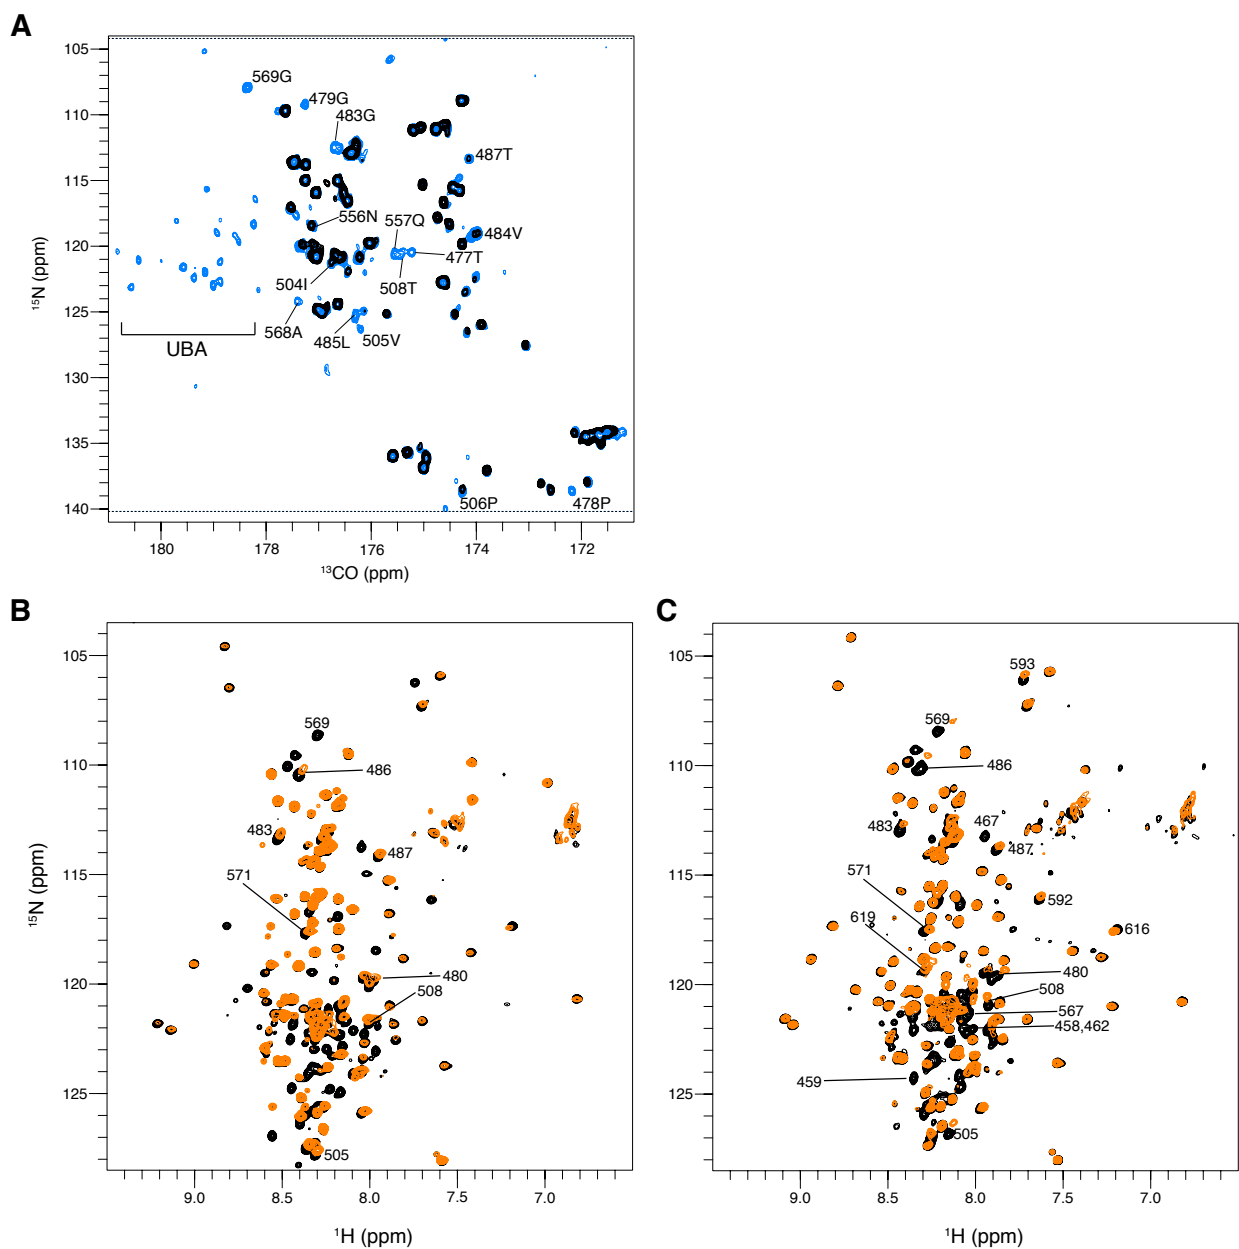 A
105
110
115
120
125
130
135
140
¹⁵N (ppm)
180
178
176
174
172
¹³CO (ppm)
569G
479G
483G
487T
556N
557Q
484V
477T
504I
508T
568A
485L
505V
UBA
506P
478P
B
105
110
115
120
125
¹⁵N (ppm)
9.0
8.5
8.0
7.5
7.0
¹H (ppm)
569
486
483
487
571
480
508
505
C
105
110
115
120
125
9.0
8.5
8.0
7.5
7.0
¹H (ppm)
593
569
486
467
483
487
571
592
619
616
480
508
567
458,462
459
505